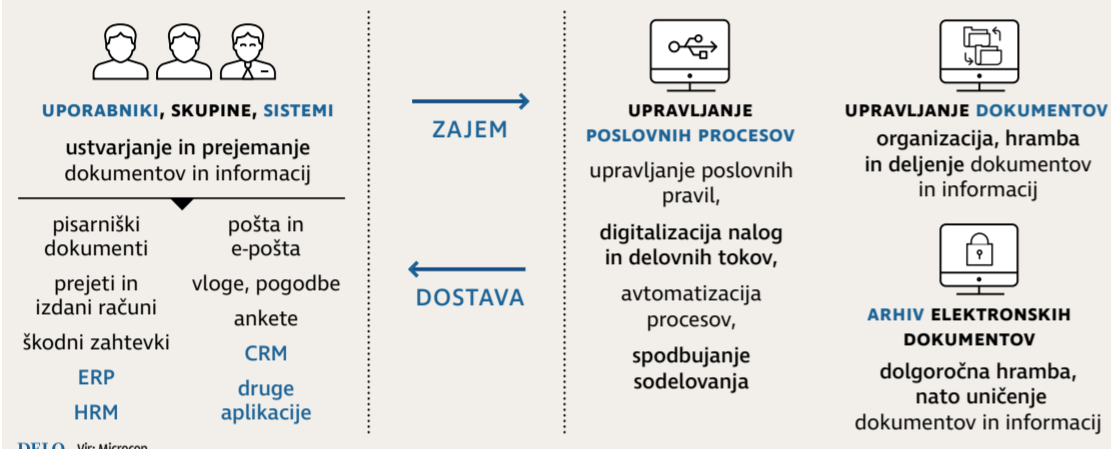 UPORABNIKI, SKUPINE, SISTEMI
ustvarjanje in prejemanje
dokumentov in informacij
pisarniški
dokumenti
prejeti in
izdani računi
škodni zahtevki
ERP
HRM
pošta in
e-pošta
vloge, pogodbe
ankete
CRM
druge
aplikacije
ZAJEM
DOSTAVA
UPRAVLJANJE
POSLOVNIH PROCESOV
upravljanje poslovnih
pravil,
digitalizacija nalog
in delovnih tokov,
avtomatizacija
procesov,
spodbujanje
sodelovanja
UPRAVLJANJE DOKUMENTOV
organizacija, hramba
in deljenje dokumentov
in informacij
ARHIV ELEKTRONSKIH
DOKUMENTOV
dolgoročna hramba,
nato uničenje
dokumentov in informacij
DELO Vir: Microcop